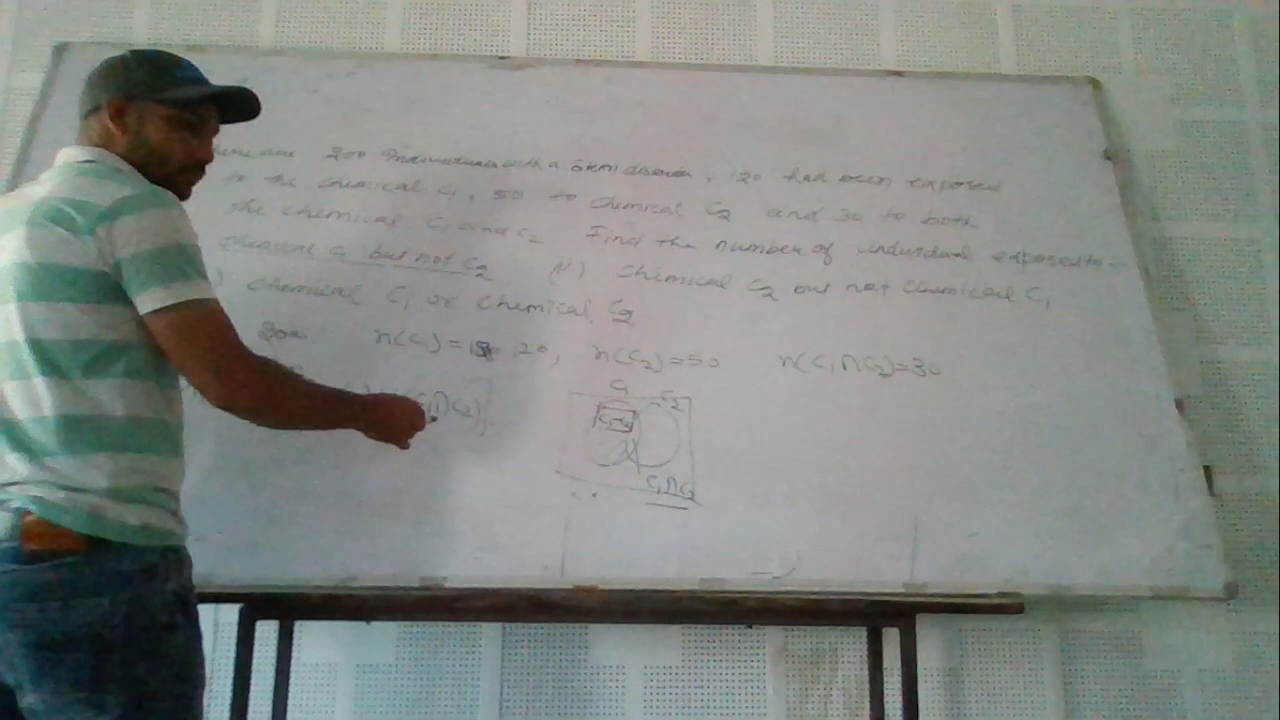 are 200 with a skin disorder, 120 had been exposed
to the chemical C1, 50 to chemical C2 and 30 to both
the chemical C1 and C2 Find the number of individual exposed to
chemical C1 but not C2 (ii) chemical C2 but not chemical C1
) chemical C1 or chemical C2
n(C1)=120, n(C2)=50 n(C1∩C2)=30
C1 C2
∩C2)
C1∩C2